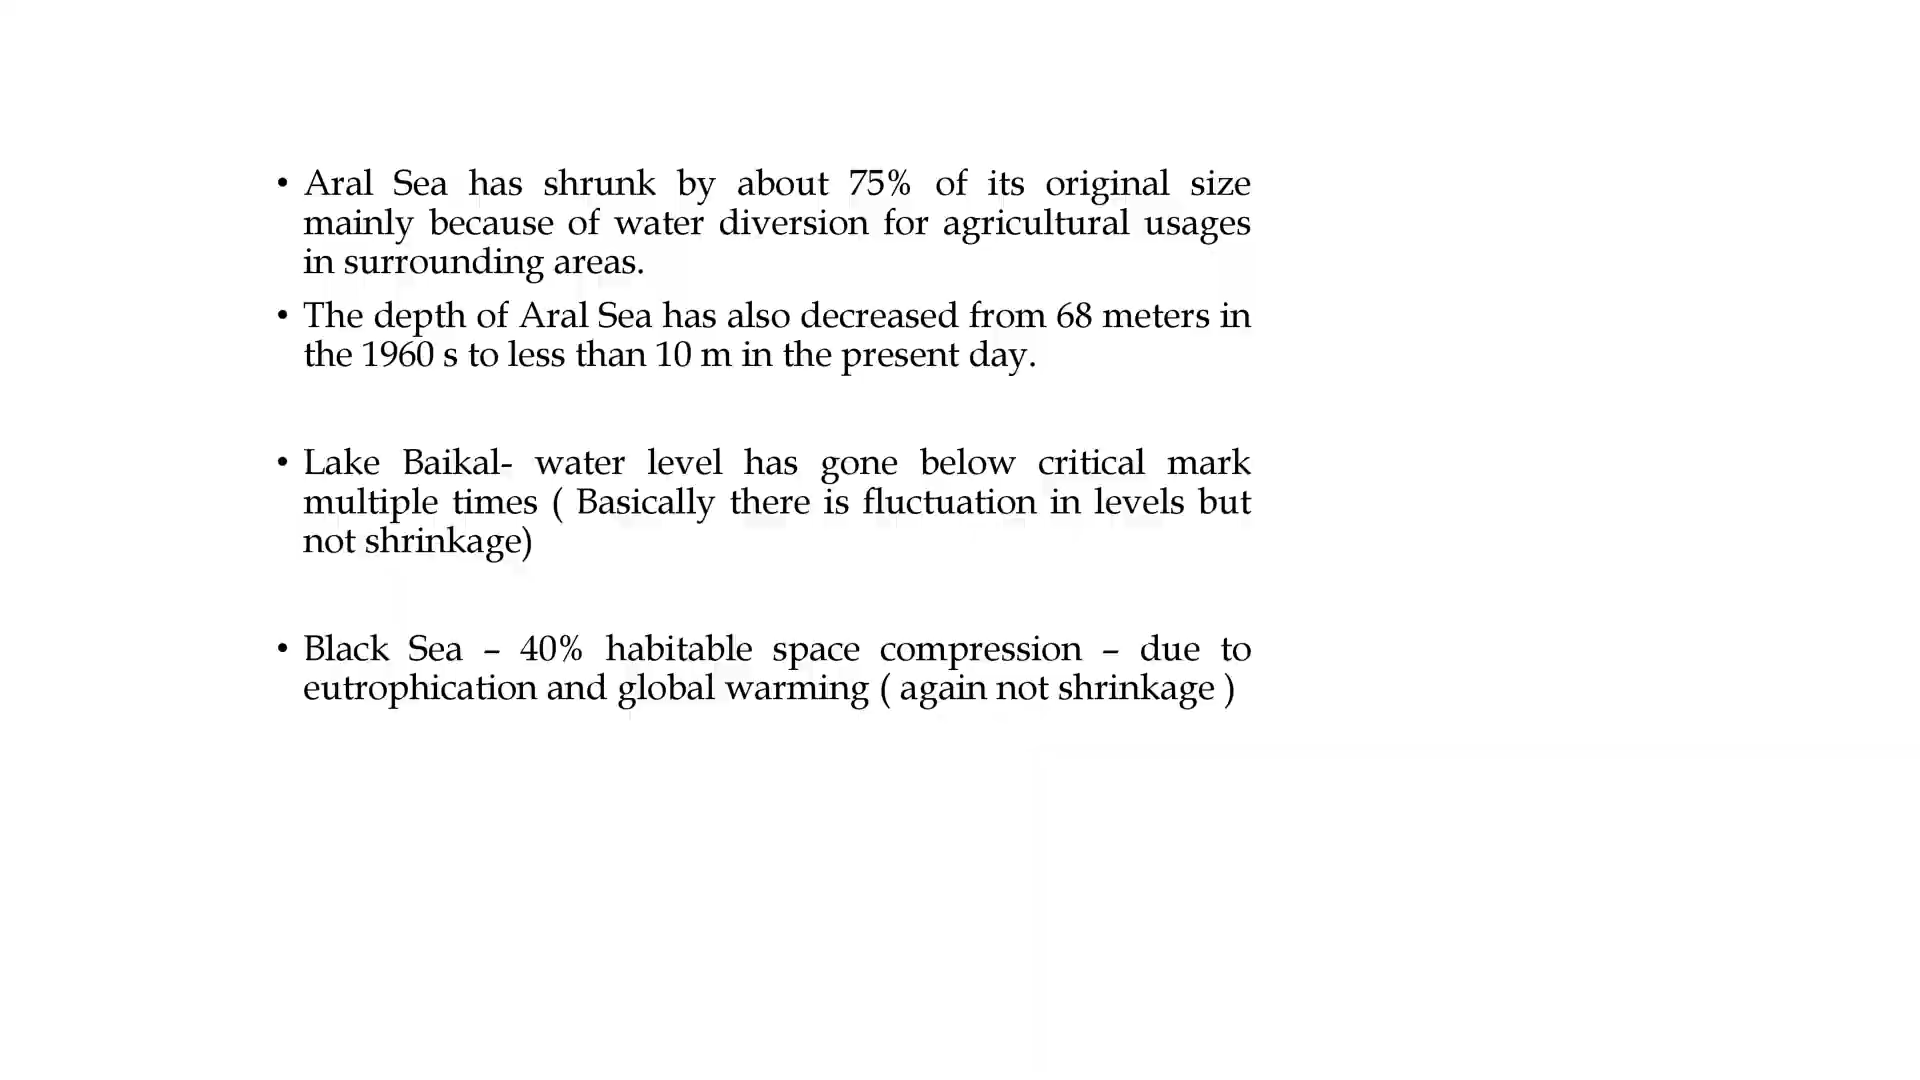 • Aral Sea has shrunk by about 75% of its original size
mainly because of water diversion for agricultural usages
in surrounding areas.
• The depth of Aral Sea has also decreased from 68 meters in
the 1960 s to less than 10 m in the present day.
• Lake Baikal- water level has gone below critical mark
multiple times ( Basically there is fluctuation in levels but
not shrinkage)
• Black Sea – 40% habitable space compression – due to
eutrophication and global warming ( again not shrinkage )